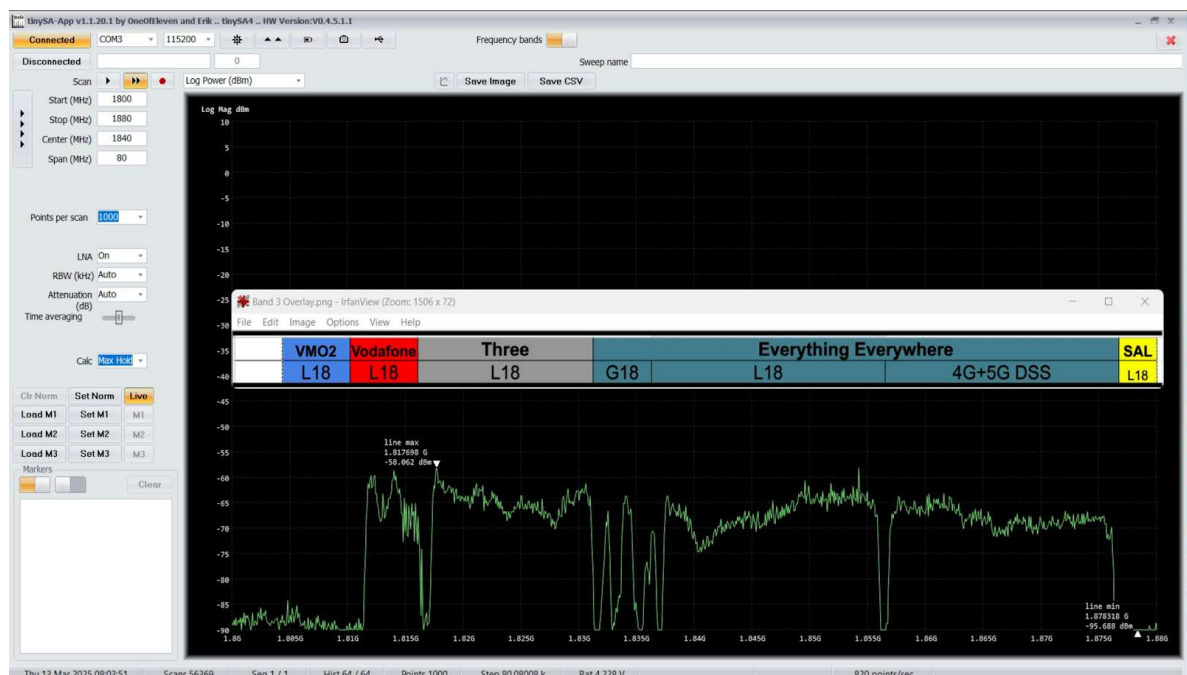 tinySA-App v1.1.20.1 by OneOfEleven and Erik .. tinySA4 .. HW Version:V0.4.5.1.1
Connected COM3 115200 Frequency bands
Disconnected 0 Sweep name
Scan Log Power (dBm) Save Image Save CSV
Start (MHz) 1800
Stop (MHz) 1880
Center (MHz) 1840
Span (MHz) 80
Points per scan 1000
LNA On
RBW (kHz) Auto
Attenuation (dB) Auto
Time averaging
Calc Max Hold
Clr Norm Set Norm Live
Load M1 Set M1 M1
Load M2 Set M2 M2
Load M3 Set M3 M3
Markers
Clear
Log Mag dBm
10
5
0
-5
-10
-15
-20
-25
-30
-35
-40
-45
-50
-55
-60
-65
-70
-75
-80
-85
-90
Band 3 Overlay.png - IrfanView (Zoom: 1506 x 72)
File Edit Image Options View Help
VMO2 Vodafone Three Everything Everywhere SAL
L18 L18 L18 G18 L18 4G+5G DSS L18
line max
1.817698 G
-58.062 dBm
line min
1.878318 G
-95.688 dBm
1.80G 1.805G 1.81G 1.815G 1.82G 1.825G 1.83G 1.835G 1.84G 1.845G 1.85G 1.855G 1.86G 1.865G 1.87G 1.875G 1.88G
Thu 13 Mar 2025 08:03:51 Scans 56369 Seg 1 / 1 Hist 64 / 64 Points 1000 Step 80.08008 k Bat 4.228 V 820 points/sec